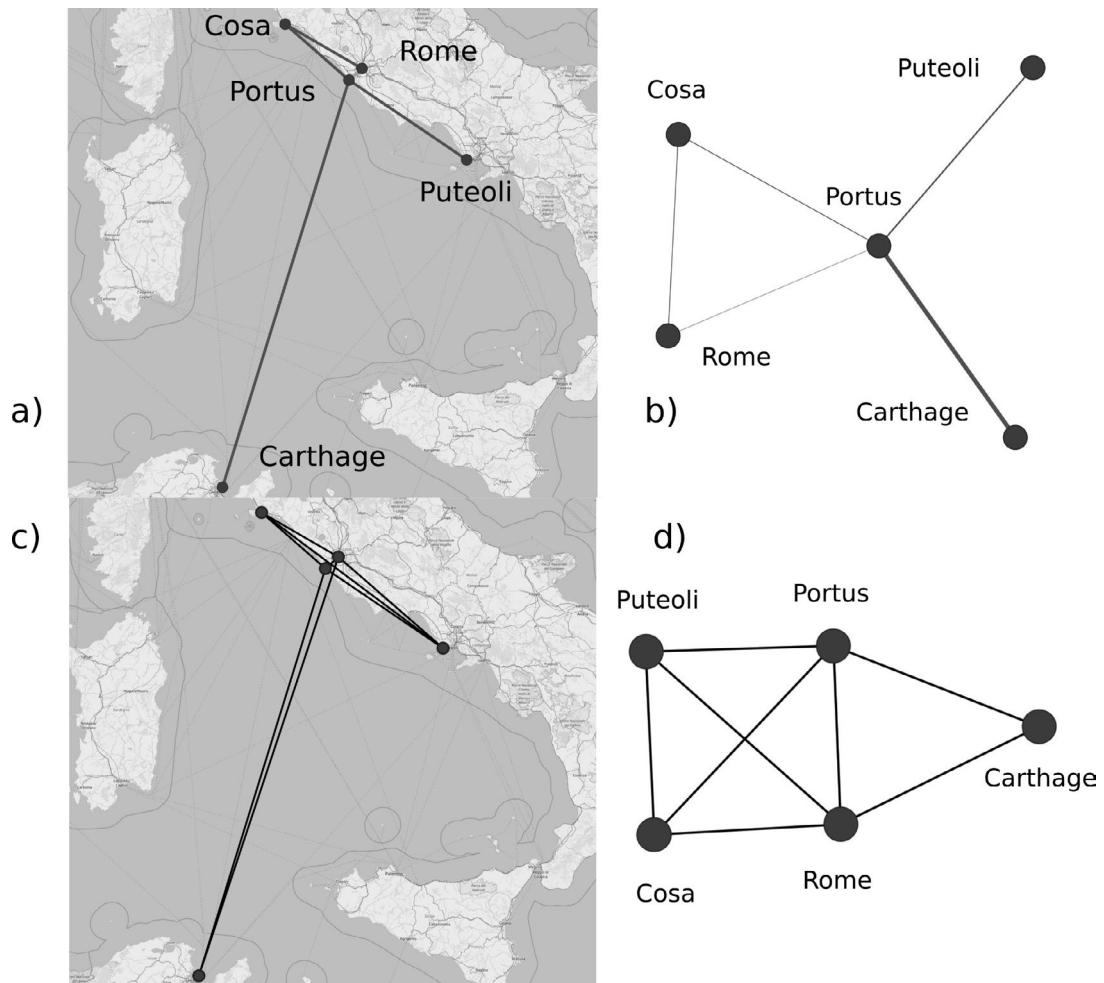 Cosa
Rome
Portus
Puteoli
Carthage
a)
Puteoli
Cosa
Portus
Rome
Carthage
b)
c)
d)
Puteoli
Portus
Carthage
Cosa
Rome